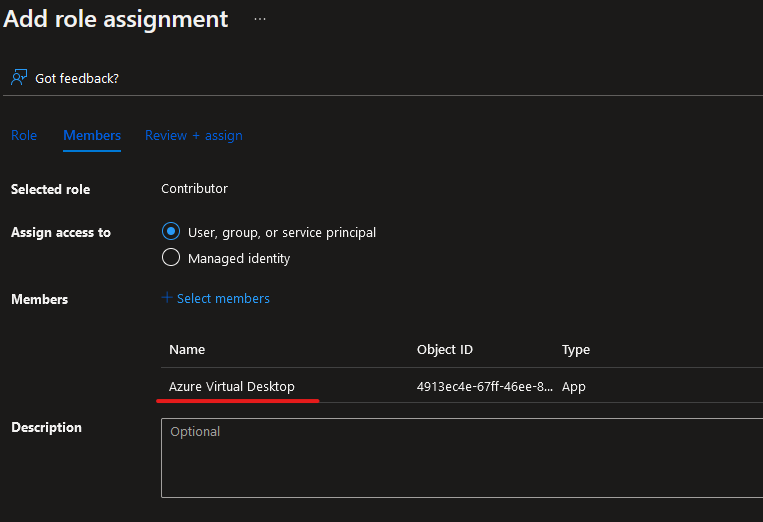 Add role assignment ...
Got feedback?
Role Members Review + assign
Selected role Contributor
Assign access to User, group, or service principal
Managed identity
Members + Select members
Name Object ID Type
Azure Virtual Desktop 4913ec4e-67ff-46ee-8... App
Description Optional